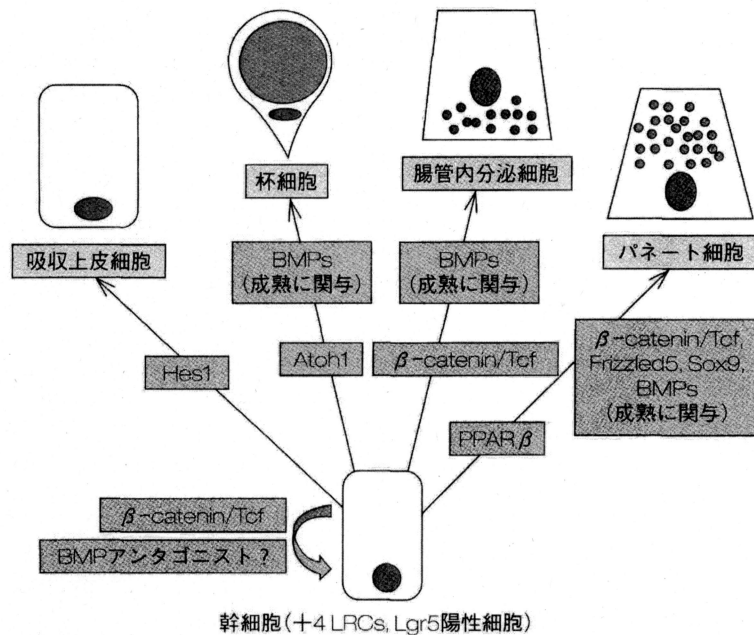 杯細胞
腸管内分泌細胞
吸収上皮細胞
パネート細胞
BMPs
(成熟に関与)
BMPs
(成熟に関与)
Hes1
Atoh1
β-catenin/Tcf
β-catenin/Tcf,
Frizzled5, Sox9,
BMPs
(成熟に関与)
PPARβ
β-catenin/Tcf
BMPアンタゴニスト？
幹細胞(+4 LRCs, Lgr5陽性細胞)